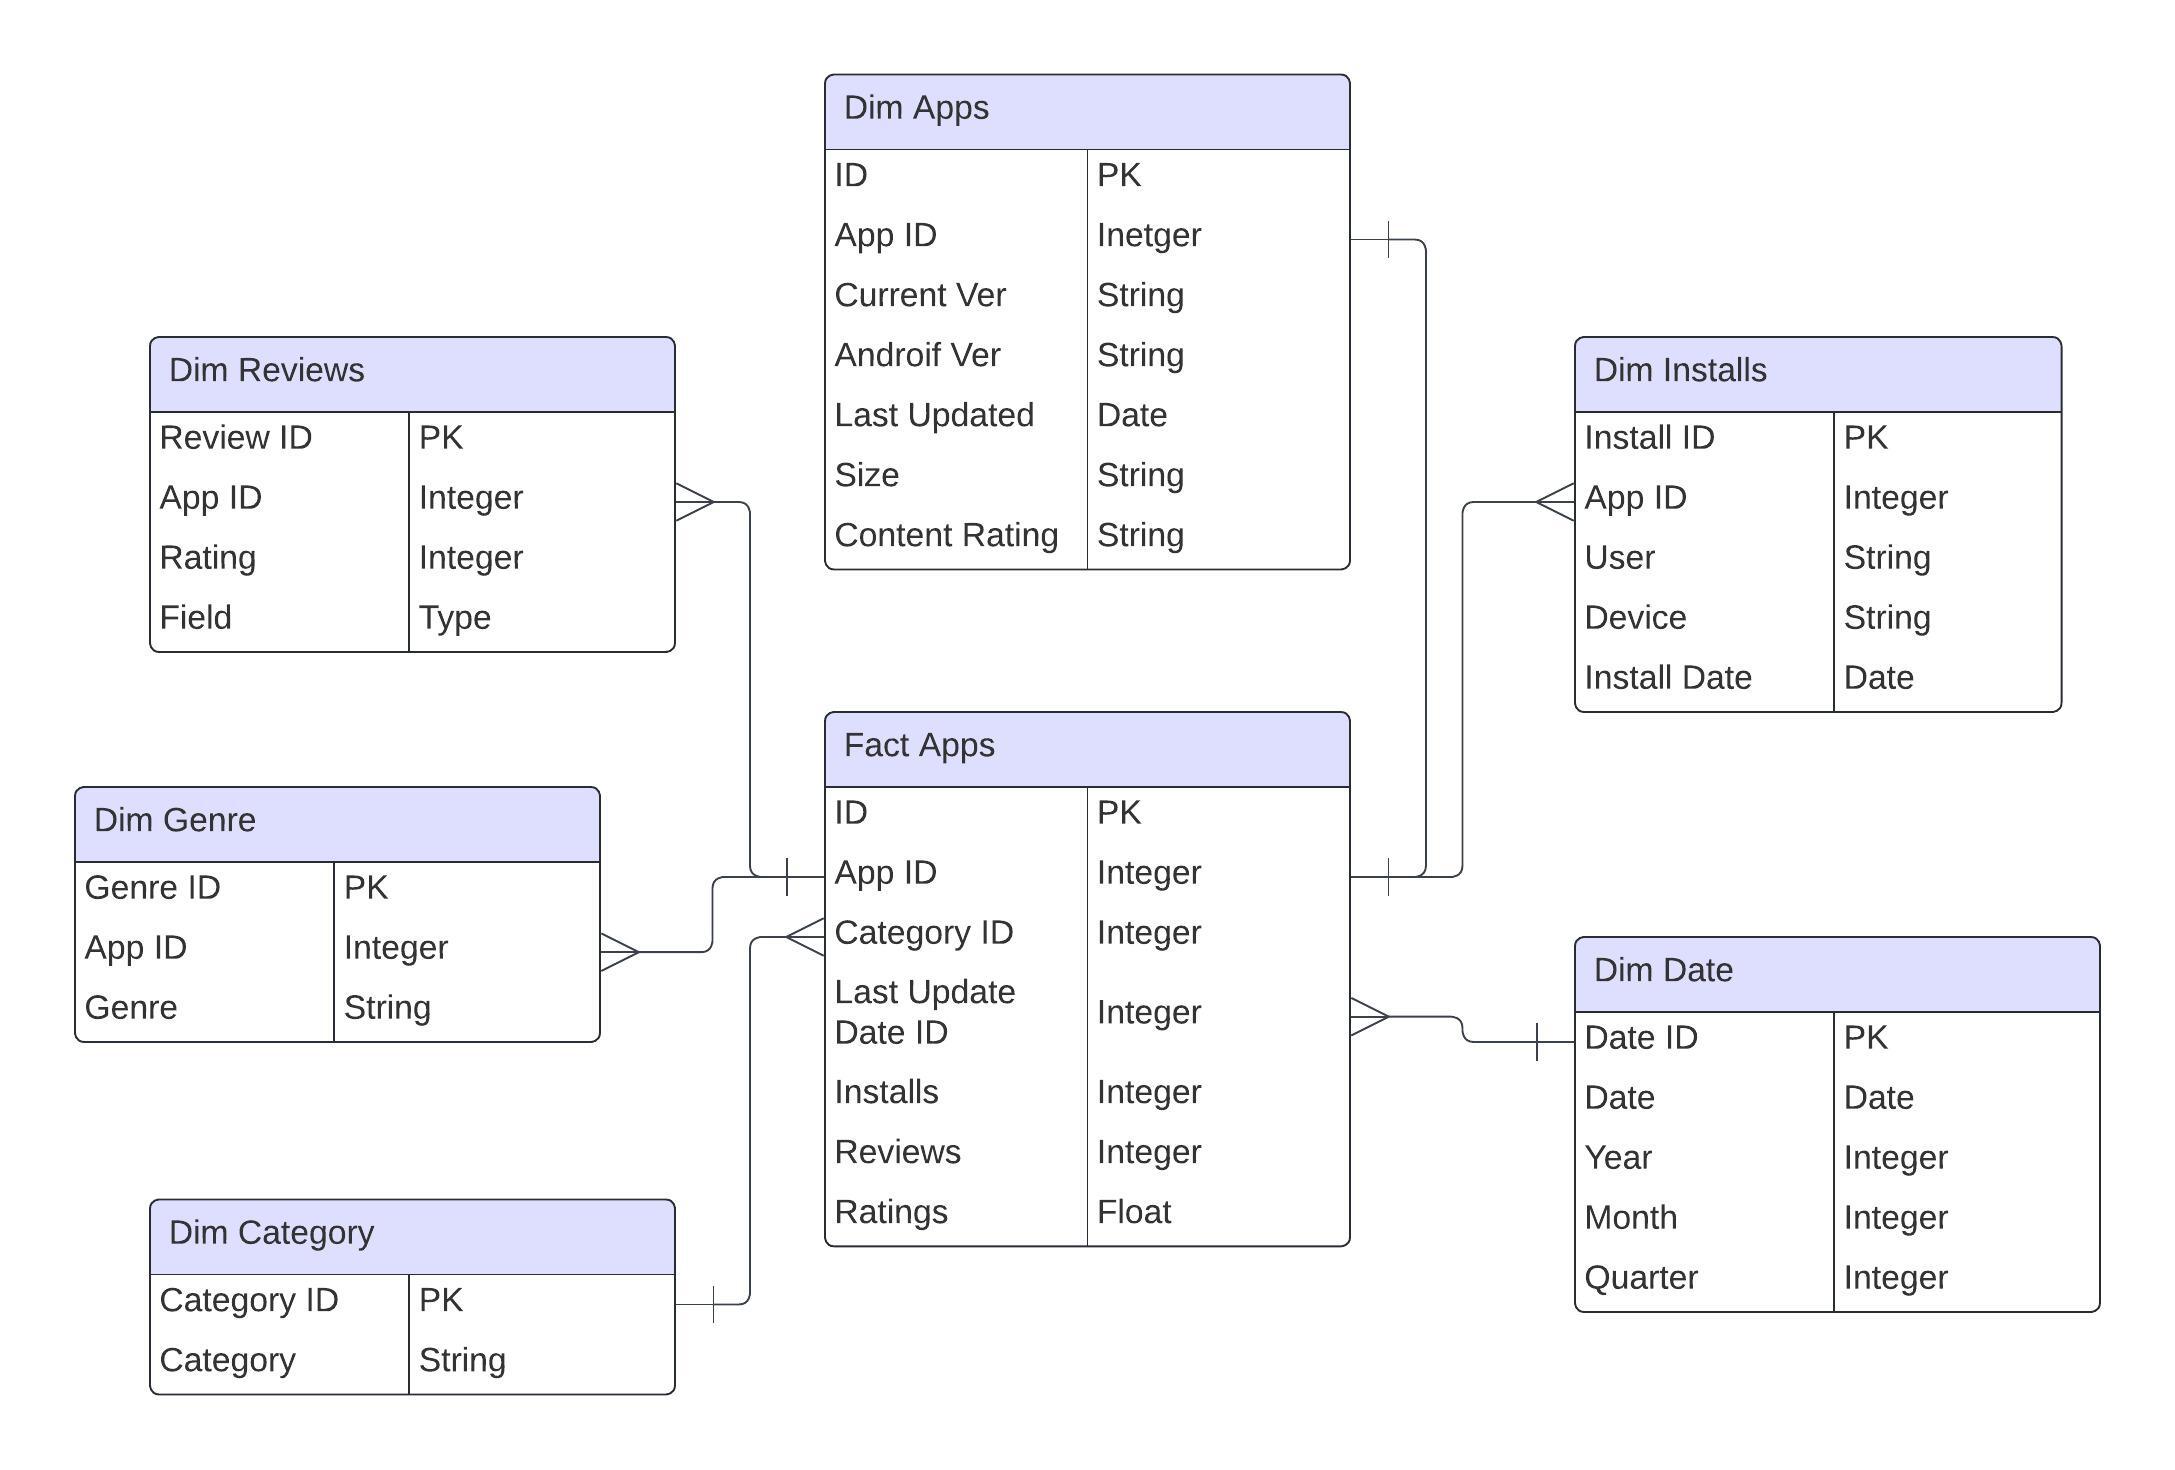 Dim Apps
ID PK
App ID Inetger
Current Ver String
Androif Ver String
Last Updated Date
Size String
Content Rating String
Dim Reviews
Review ID PK
App ID Integer
Rating Integer
Field Type
Dim Installs
Install ID PK
App ID Integer
User String
Device String
Install Date Date
Fact Apps
ID PK
App ID Integer
Category ID Integer
Last Update
Date ID
Integer
Installs Integer
Reviews Integer
Ratings Float
Dim Genre
Genre ID PK
App ID Integer
Genre String
Dim Date
Date ID PK
Date Date
Year Integer
Month Integer
Quarter Integer
Dim Category
Category ID PK
Category String